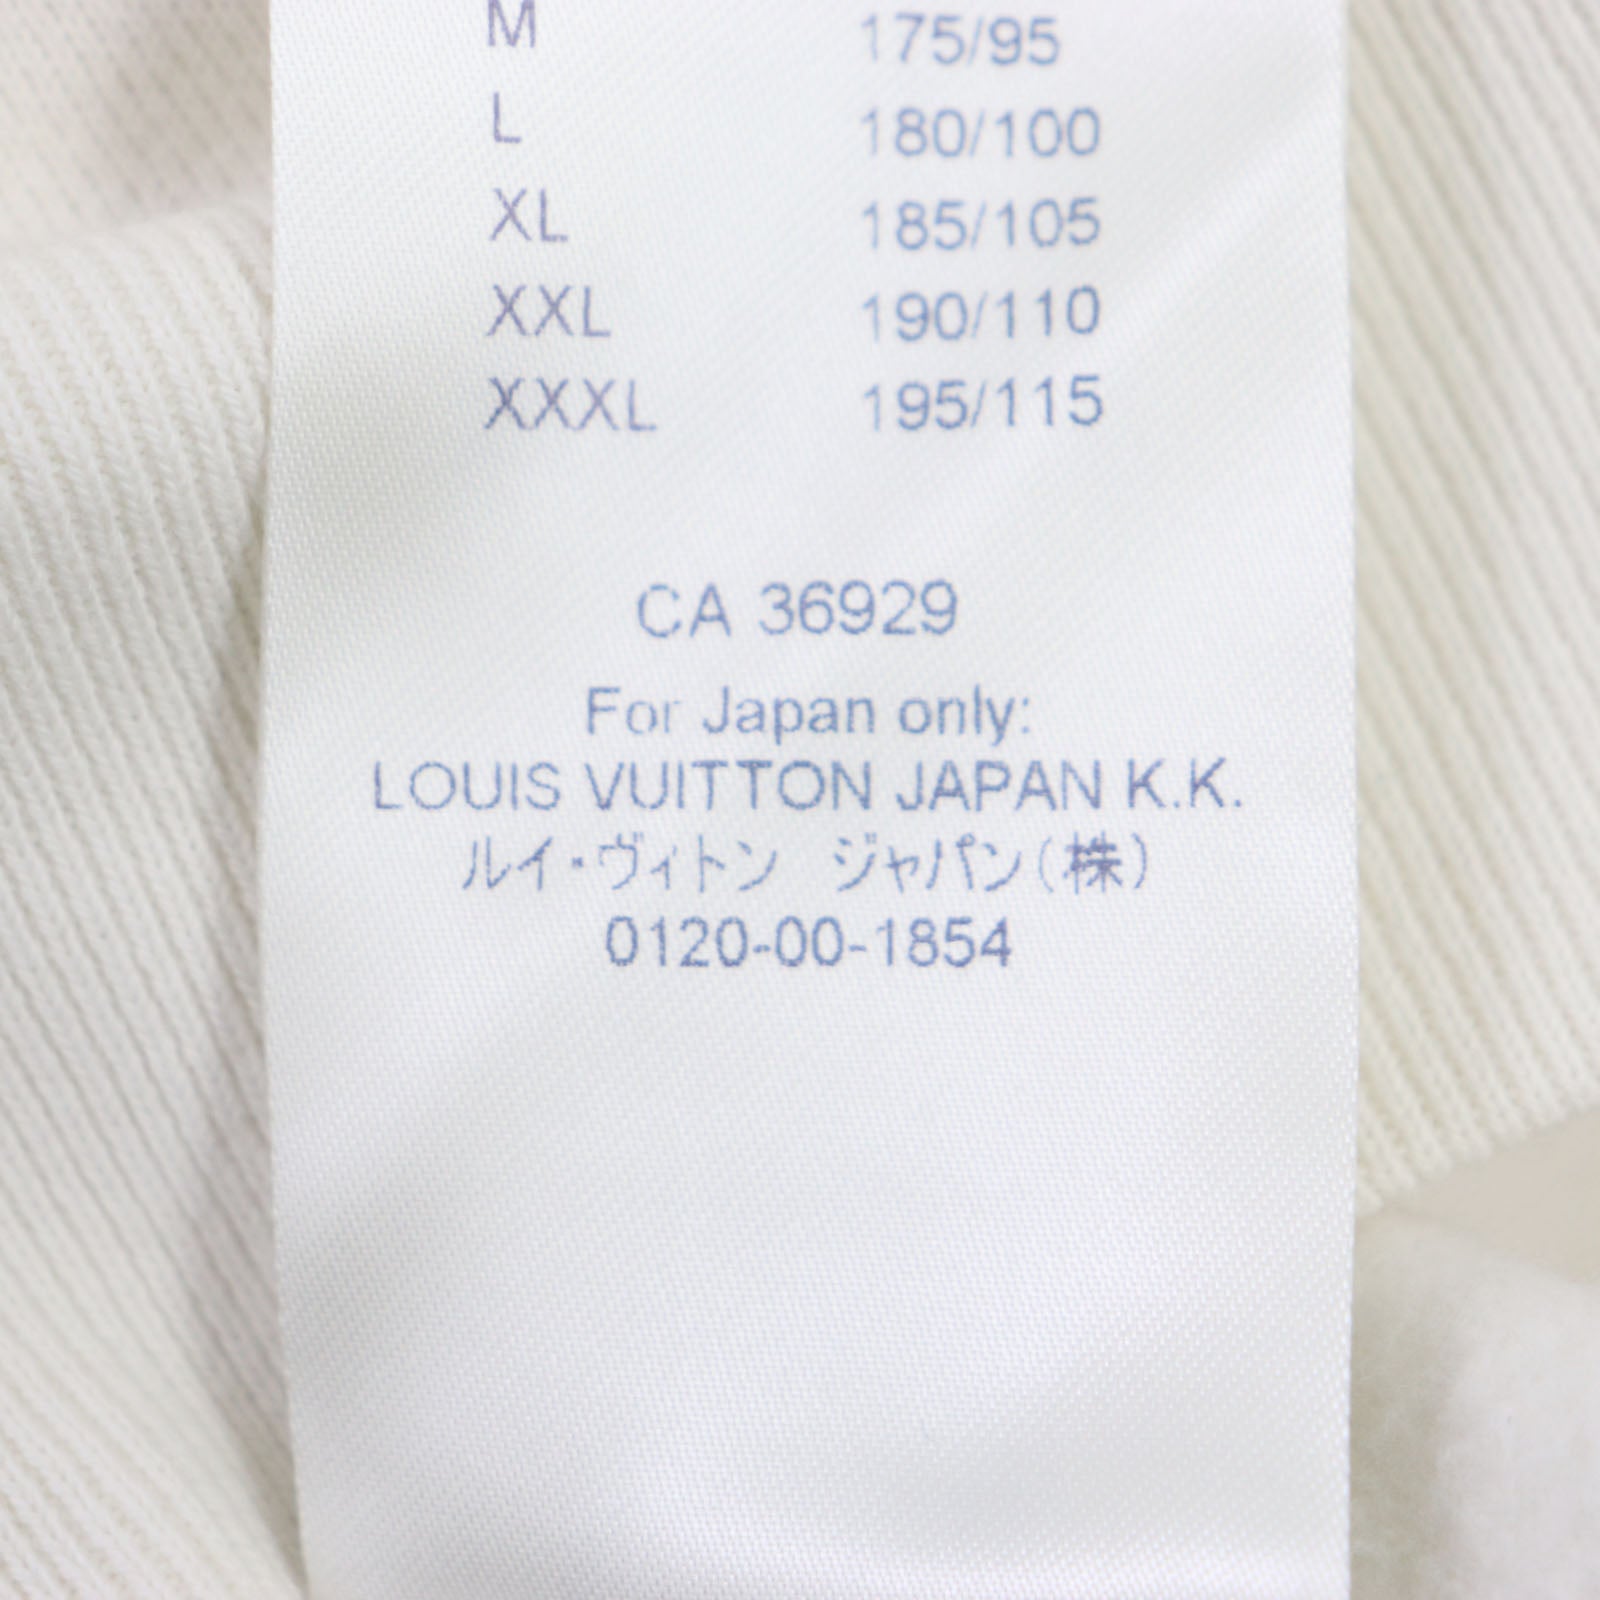 M 175/95
L 180/100
XL 185/105
XXL 190/110
XXXL 195/115
CA 36929
For Japan only:
LOUIS VUITTON JAPAN K.K.
ルイ・ヴィトン　ジャパン(株)
0120-00-1854